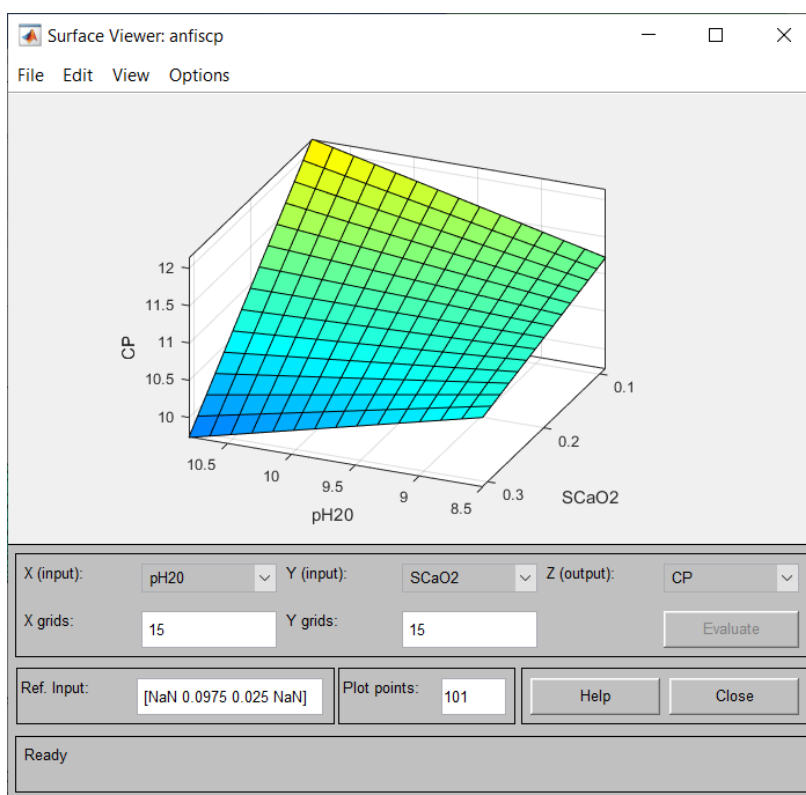 Surface Viewer: anfiscp
File Edit View Options
12
11.5
11
10.5
10
CP
10.5
10
9.5
9
8.5
pH20
0.1
0.2
0.3
SCaO2
X (input): pH20 Y (input): SCaO2 Z (output): CP
X grids: 15 Y grids: 15 Evaluate
Ref. Input: [NaN 0.0975 0.025 NaN] Plot points: 101 Help Close
Ready